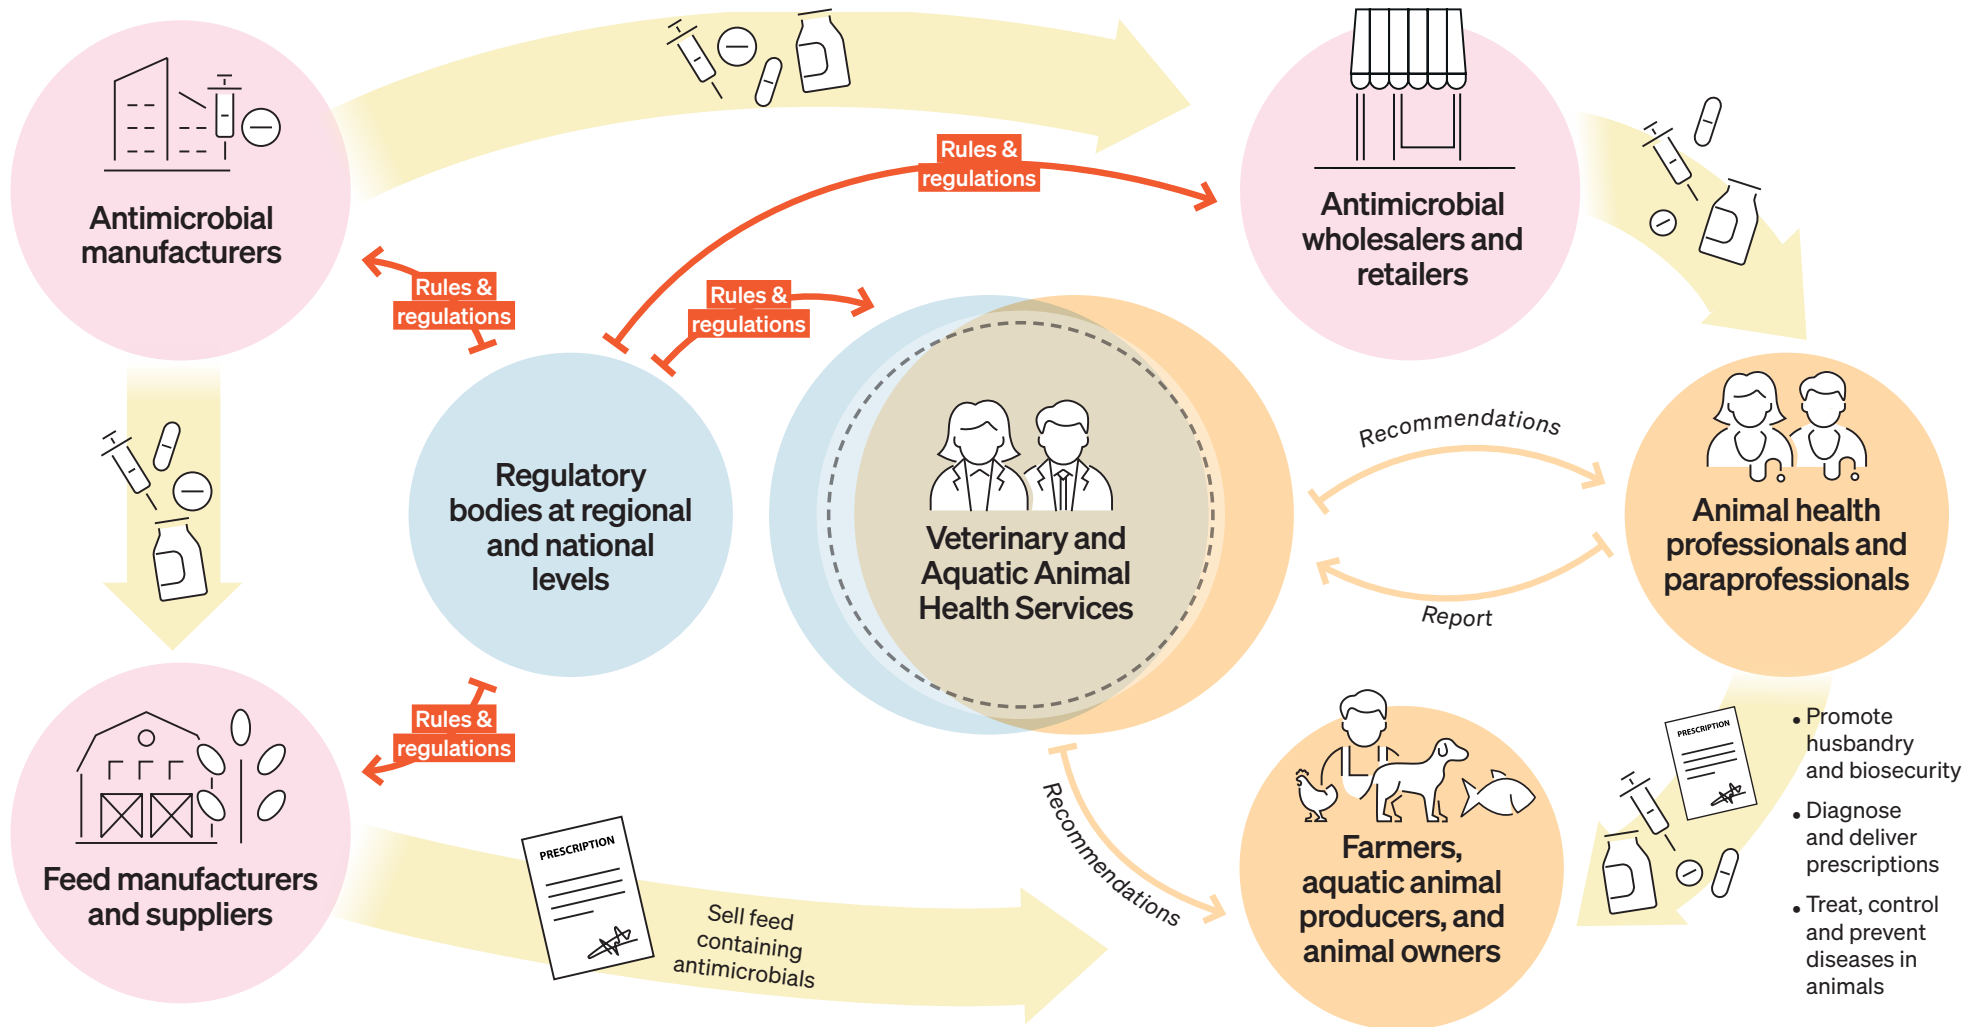 Antimicrobial
manufacturers
Rules &
regulations
Antimicrobial
wholesalers and
retailers
Rules &
regulations
Rules &
regulations
Regulatory
bodies at regional
and national
levels
Veterinary and
Aquatic Animal
Health Services
Recommendations
Report
Animal health
professionals and
paraprofessionals
Rules &
regulations
Feed manufacturers
and suppliers
PRESCRIPTION
Sell feed
containing
antimicrobials
Recommendations
Farmers,
aquatic animal
producers, and
animal owners
PRESCRIPTION
• Promote
husbandry
and biosecurity
• Diagnose
and deliver
prescriptions
• Treat, control
and prevent
diseases in
animals